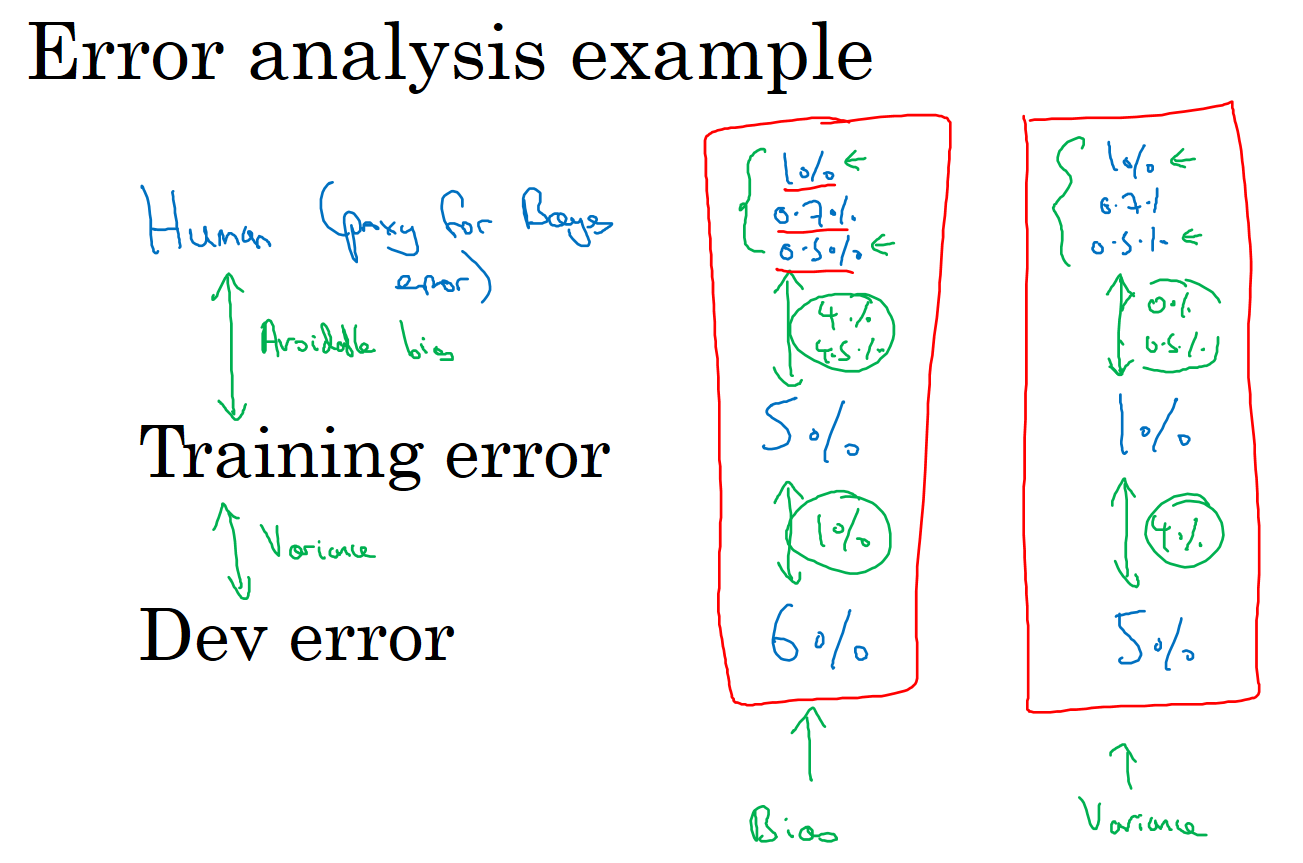 Error analysis example
Human (proxy for Bayes
error)
Avoidable bias
Training error
Variance
Dev error
1%
0.7%
0.5%
4%
4.5%
5%
1%
6%
Bias
1%
0.7%
0.5%
0%
0.5%
1%
4%
5%
Variance